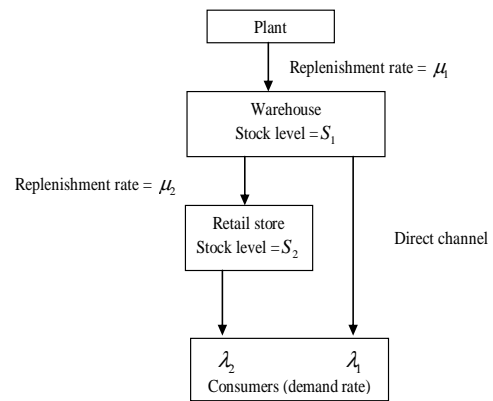 Plant
Replenishment rate = μ₁
Warehouse
Stock level = S₁
Replenishment rate = μ₂
Retail store
Stock level = S₂
Direct channel
λ₂ λ₁
Consumers (demand rate)